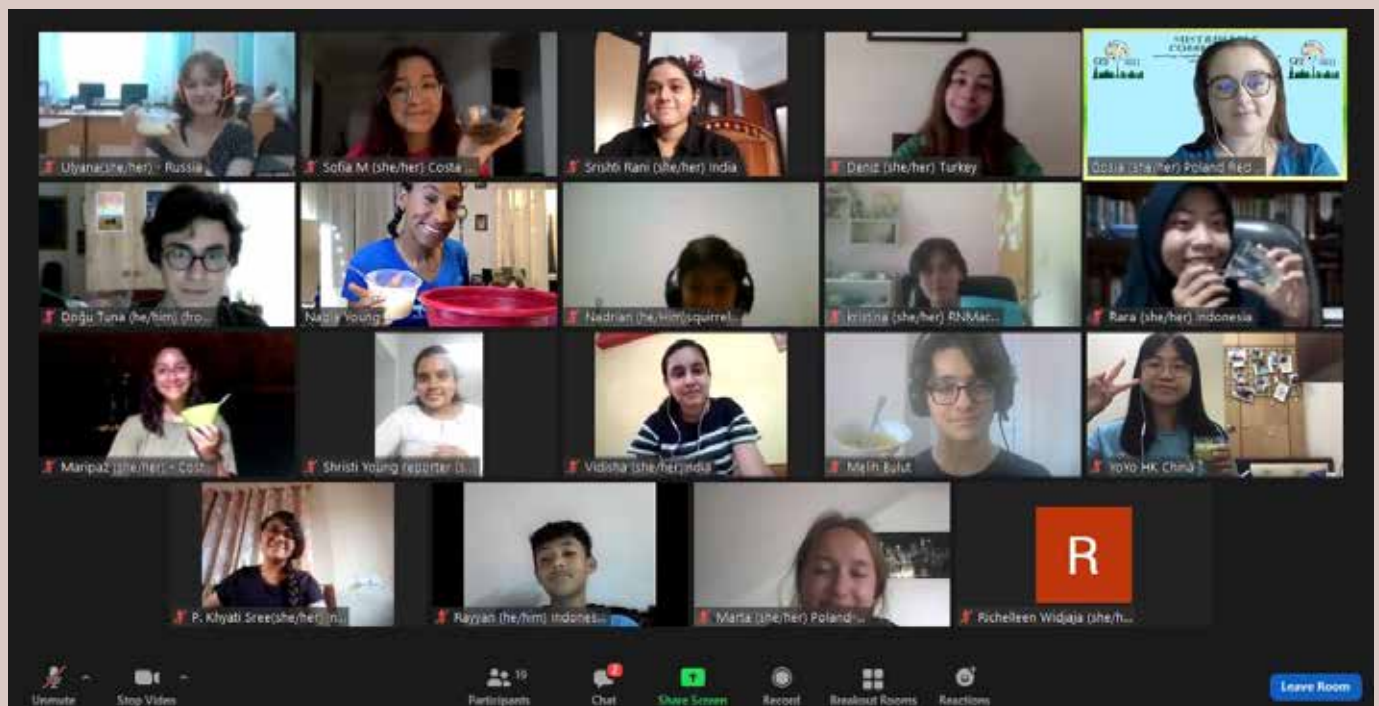 SUSTAINABLE
Ulyana(she/her) - Russia
Sofia M (she/her) Costa ...
Srishti Rani (she/her) India
Deniz (she/her) Turkey
(she/her) Poland Red
Doğu Tuna (he/him) (fro...
Young
Nadrian (he/Him)squirrel...
kristina (she/her) RNMac...
Rara (she/her) Indonesia
Maripaz (she/her) - Cost...
Shristi Young reporter (s...
Vidisha (she/her)India
Melih Bulut
YoYo HK China
P. Khyati Sree(she/her) In...
Rayyan (he/him) Indones...
Marta (she/her) Poland-...
R
Richelleen Widjaja (she/h...
Unmute
Stop Video
Participants
19
Chat
2
Share Screen
Record
Breakout Rooms
Reactions
Leave Room